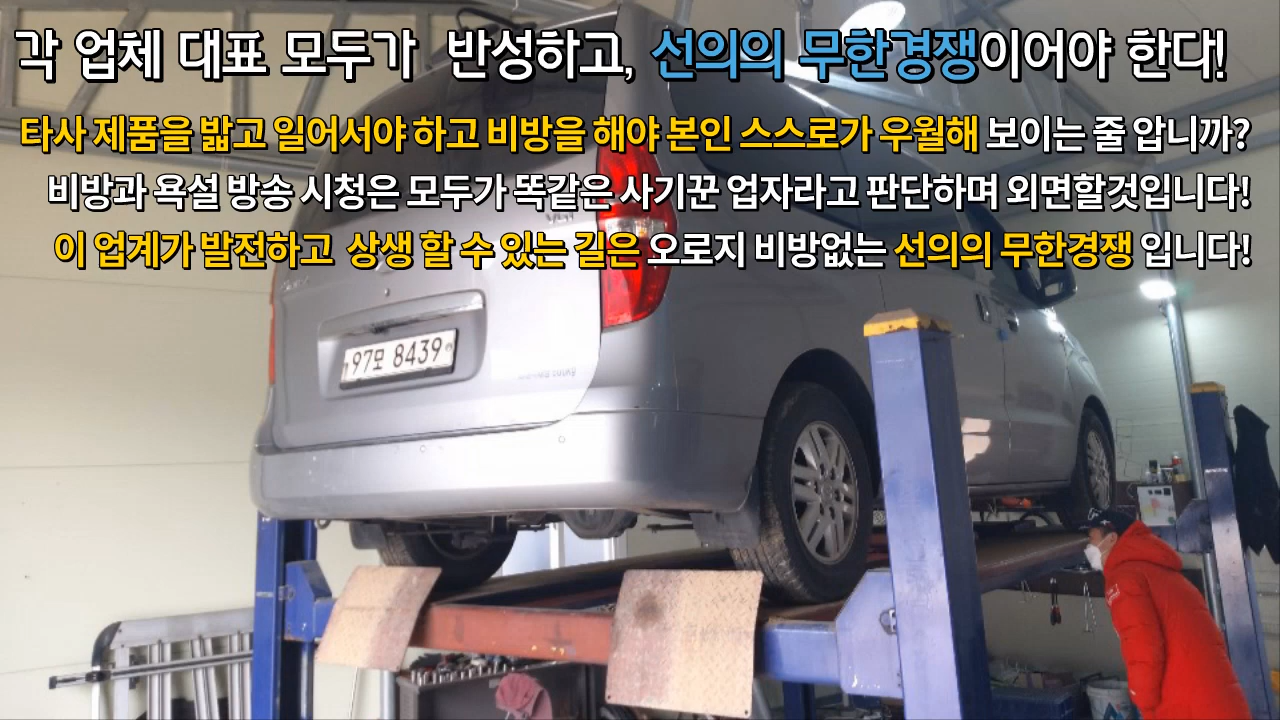 각 업체 대표 모두가 반성하고, 선의의 무한경쟁이어야 한다!
타사 제품을 밟고 일어서야 하고 비방을 해야 본인 스스로가 우월해 보이는 줄 압니까?
비방과 욕설 방송 시청은 모두가 똑같은 사기꾼 업자라고 판단하며 외면할것입니다!
이 업계가 발전하고 상생 할 수 있는 길은 오로지 비방없는 선의의 무한경쟁 입니다!
97모 8439